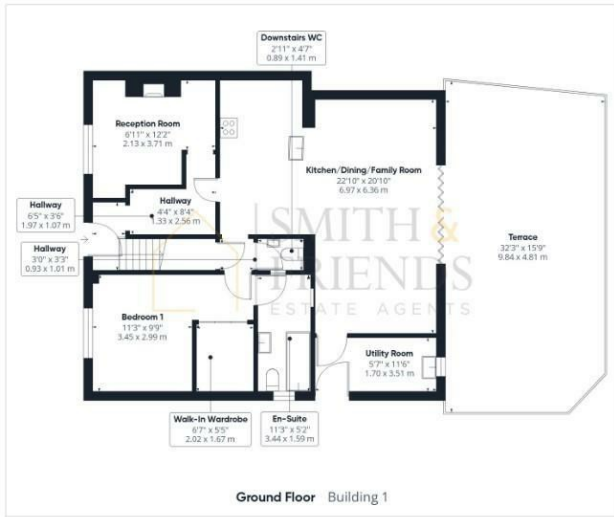 Downstairs WC
2'11" x 4'7"
0.89 x 1.41 m
Reception Room
6'11" x 12'2"
2.13 x 3.71 m
Kitchen/Dining/Family Room
22'10" x 20'10"
6.97 x 6.36 m
Hallway
6'5" x 3'6"
1.97 x 1.07 m
Hallway
4'4" x 8'4"
1.33 x 2.56 m
Hallway
3'0" x 3'3"
0.93 x 1.01 m
SMITH &
FRIENDS
ESTATE AGENTS
Terrace
32'3" x 15'9"
9.84 x 4.81 m
Bedroom 1
11'3" x 9'9"
3.45 x 2.99 m
Utility Room
5'7" x 11'6"
1.70 x 3.51 m
Walk-In Wardrobe
6'7" x 5'5"
2.02 x 1.67 m
En-Suite
11'3" x 5'2"
3.44 x 1.59 m
Ground Floor Building 1